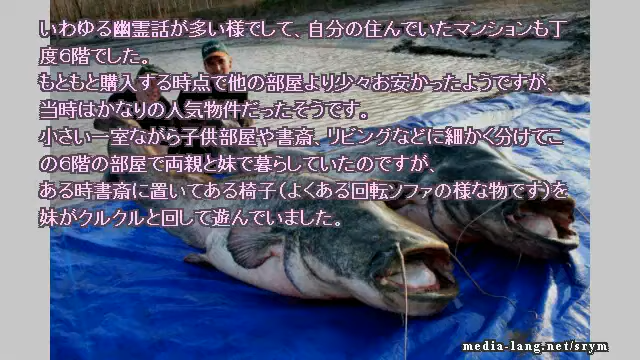 いわゆる幽霊話が多い様でして、自分の住んでいたマンションも丁
度6階でした。
もともと購入する時点で他の部屋より少々お安かったようですが、
当時はかなりの人気物件だったそうです。
小さい一室ながら子供部屋や書斎、リビングなどに細かく分けてこ
の6階の部屋で両親と妹で暮らしていたのですが、
ある時書斎に置いてある椅子(よくある回転ソファの様な物です)を
妹がクルクルと回して遊んでいました。
media-lang.net/srym